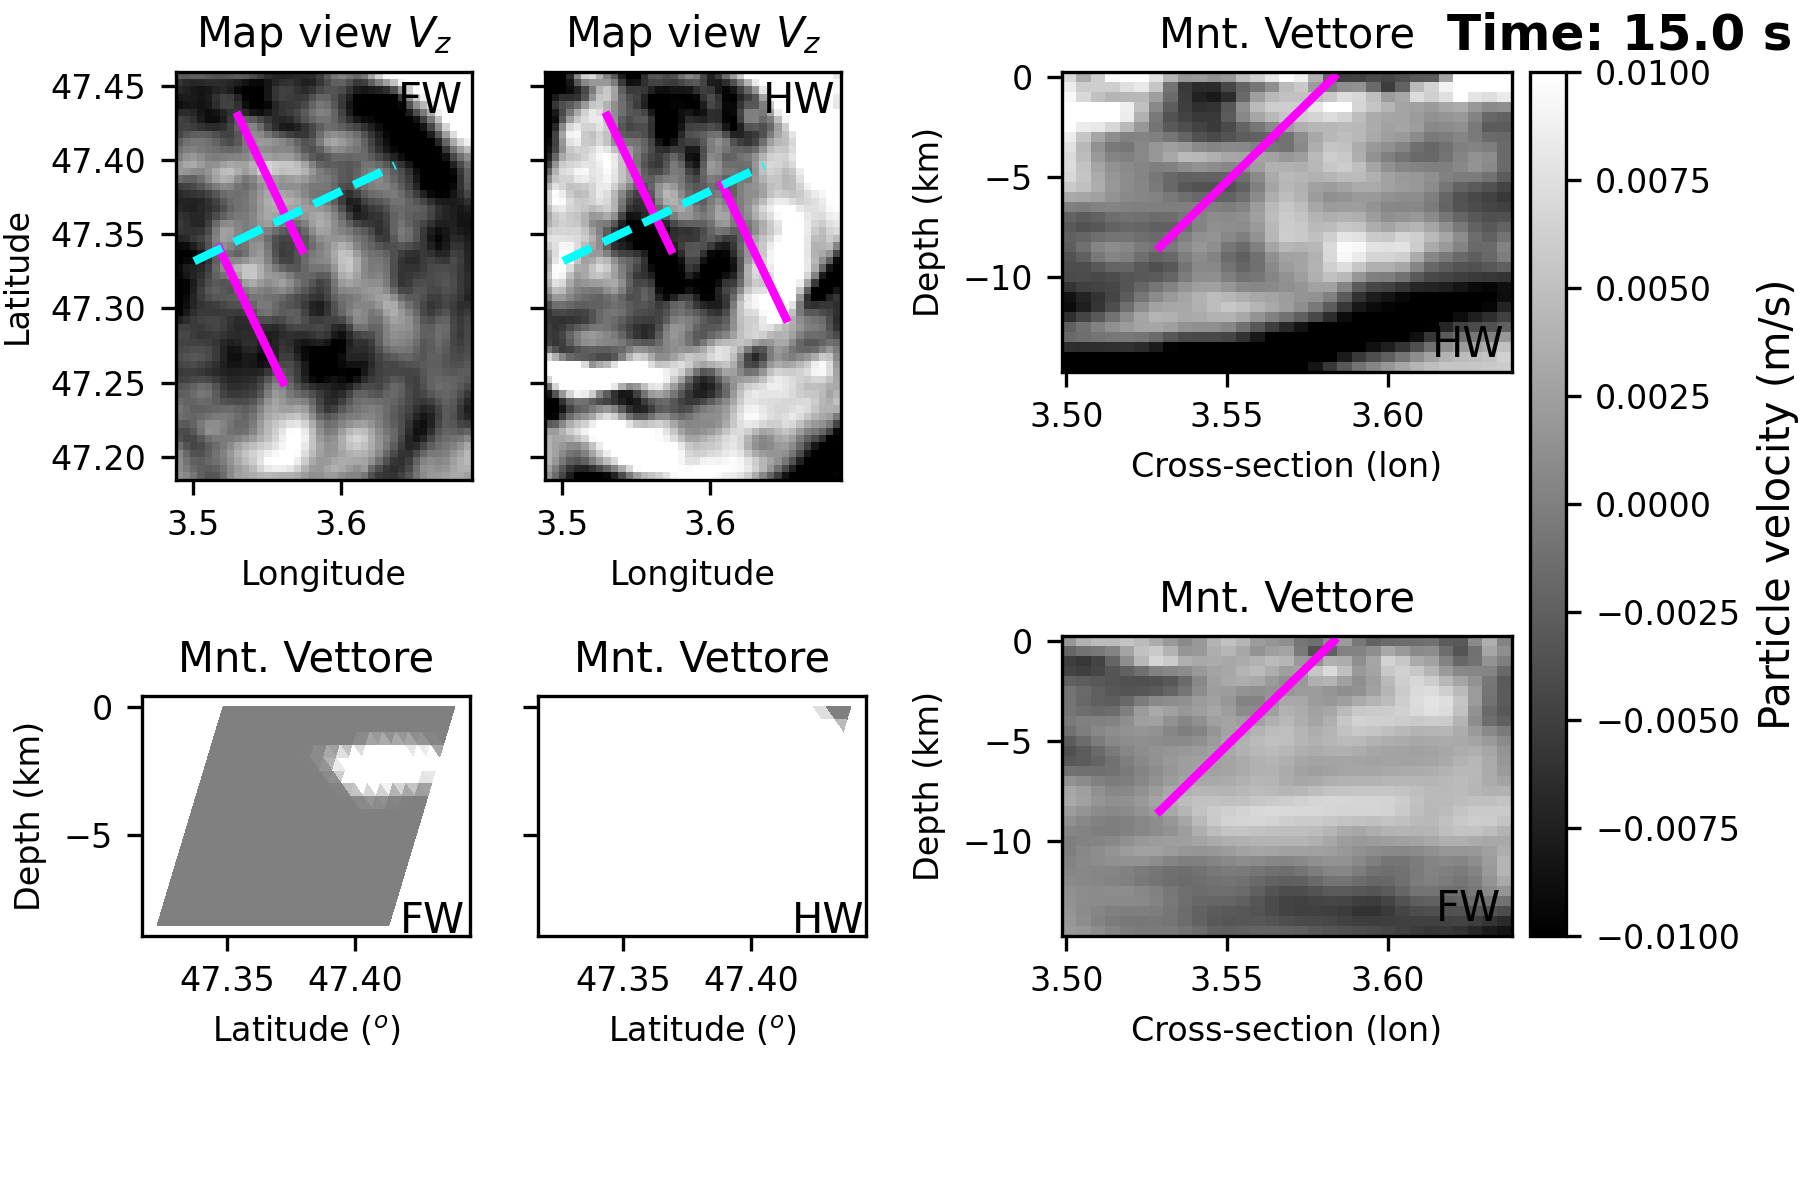 Map view Vz
FW
47.45
47.40
47.35
47.30
47.25
47.20
Latitude
3.5
3.6
Longitude
Map view Vz
HW
3.5
3.6
Longitude
Mnt. Vettore
Time: 15.0 s
0
−5
−10
Depth (km)
HW
3.50
3.55
3.60
Cross-section (lon)
0.0100
0.0075
0.0050
0.0025
0.0000
−0.0025
−0.0050
−0.0075
−0.0100
Particle velocity (m/s)
Mnt. Vettore
0
−5
Depth (km)
FW
47.35
47.40
Latitude (°)
Mnt. Vettore
HW
47.35
47.40
Latitude (°)
Mnt. Vettore
0
−5
−10
Depth (km)
FW
3.50
3.55
3.60
Cross-section (lon)